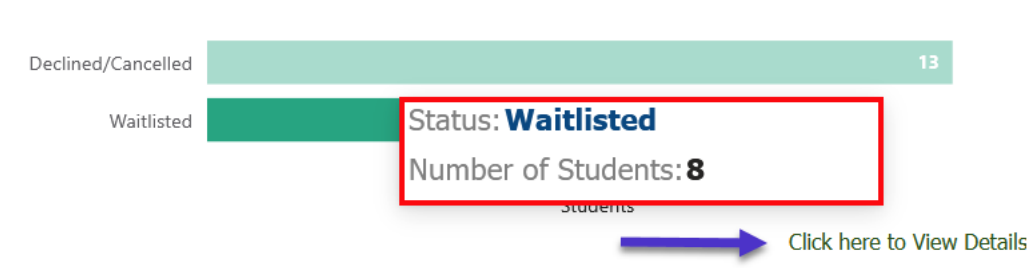 Declined/Cancelled 13
Waitlisted
Status: Waitlisted
Number of Students: 8
Students
Click here to View Details